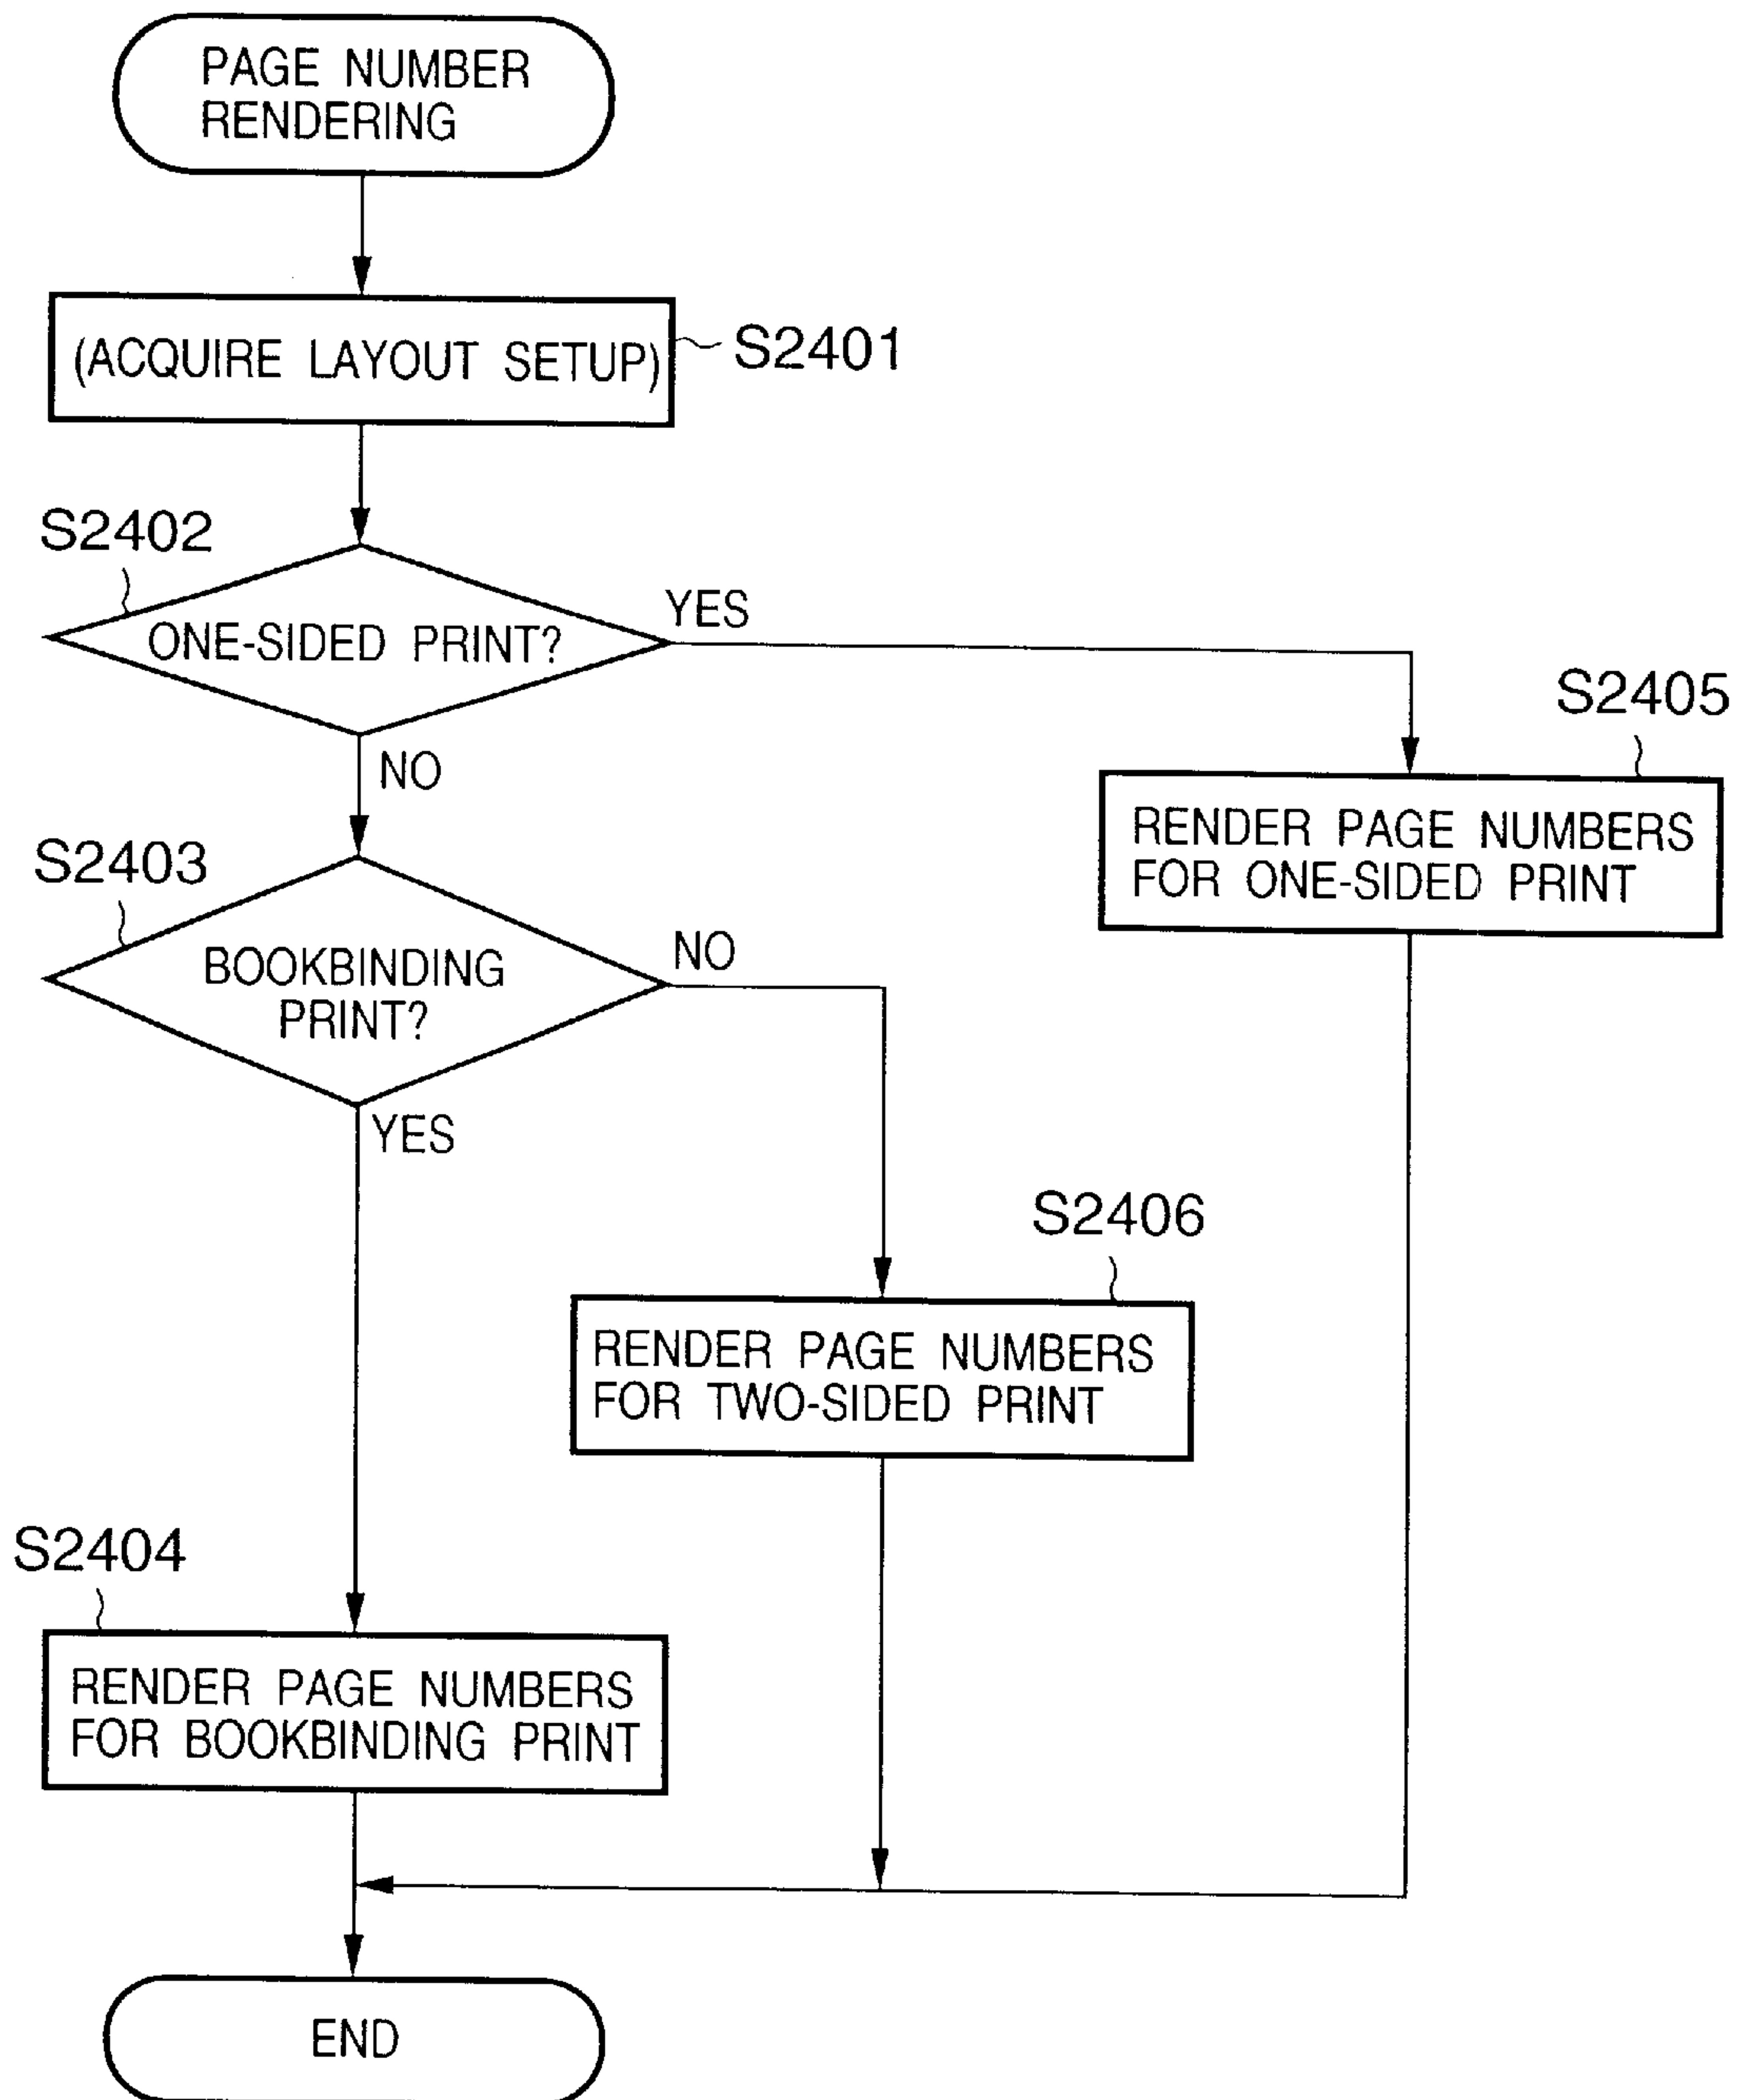 PAGE NUMBER
RENDERING
(ACQUIRE LAYOUT SETUP)
S2401
S2402
ONE-SIDED PRINT?
YES
NO
S2405
RENDER PAGE NUMBERS
FOR ONE-SIDED PRINT
S2403
BOOKBINDING
PRINT?
NO
YES
S2406
RENDER PAGE NUMBERS
FOR TWO-SIDED PRINT
S2404
RENDER PAGE NUMBERS
FOR BOOKBINDING PRINT
END